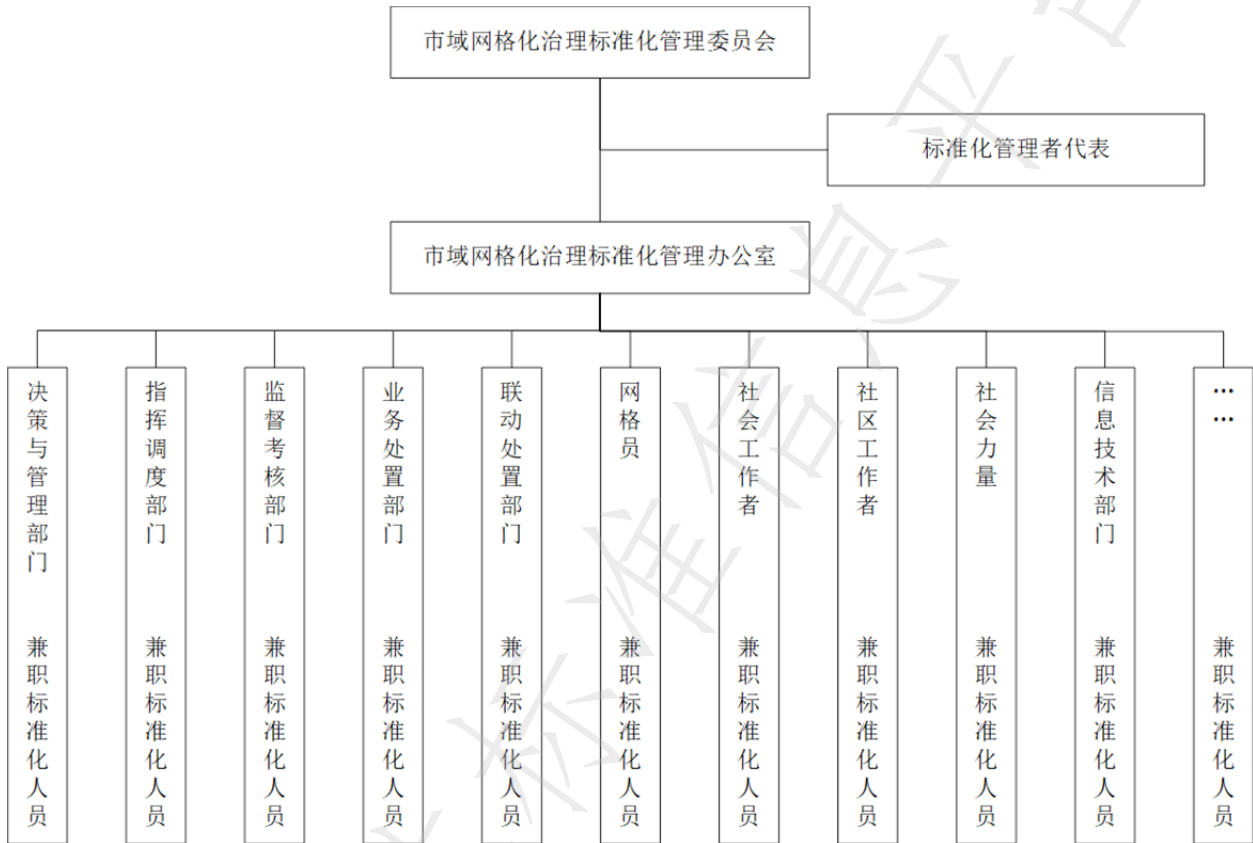 市域网格化治理标准化管理委员会
标准化管理者代表
市域网格化治理标准化管理办公室
决策与管理部门 兼职标准化人员
指挥调度部门 兼职标准化人员
监督考核部门 兼职标准化人员
业务处置部门 兼职标准化人员
联动处置部门 兼职标准化人员
网格员 兼职标准化人员
社会工作者 兼职标准化人员
社区工作者 兼职标准化人员
社会力量 兼职标准化人员
信息技术部门 兼职标准化人员
…… 兼职标准化人员
标准信息平